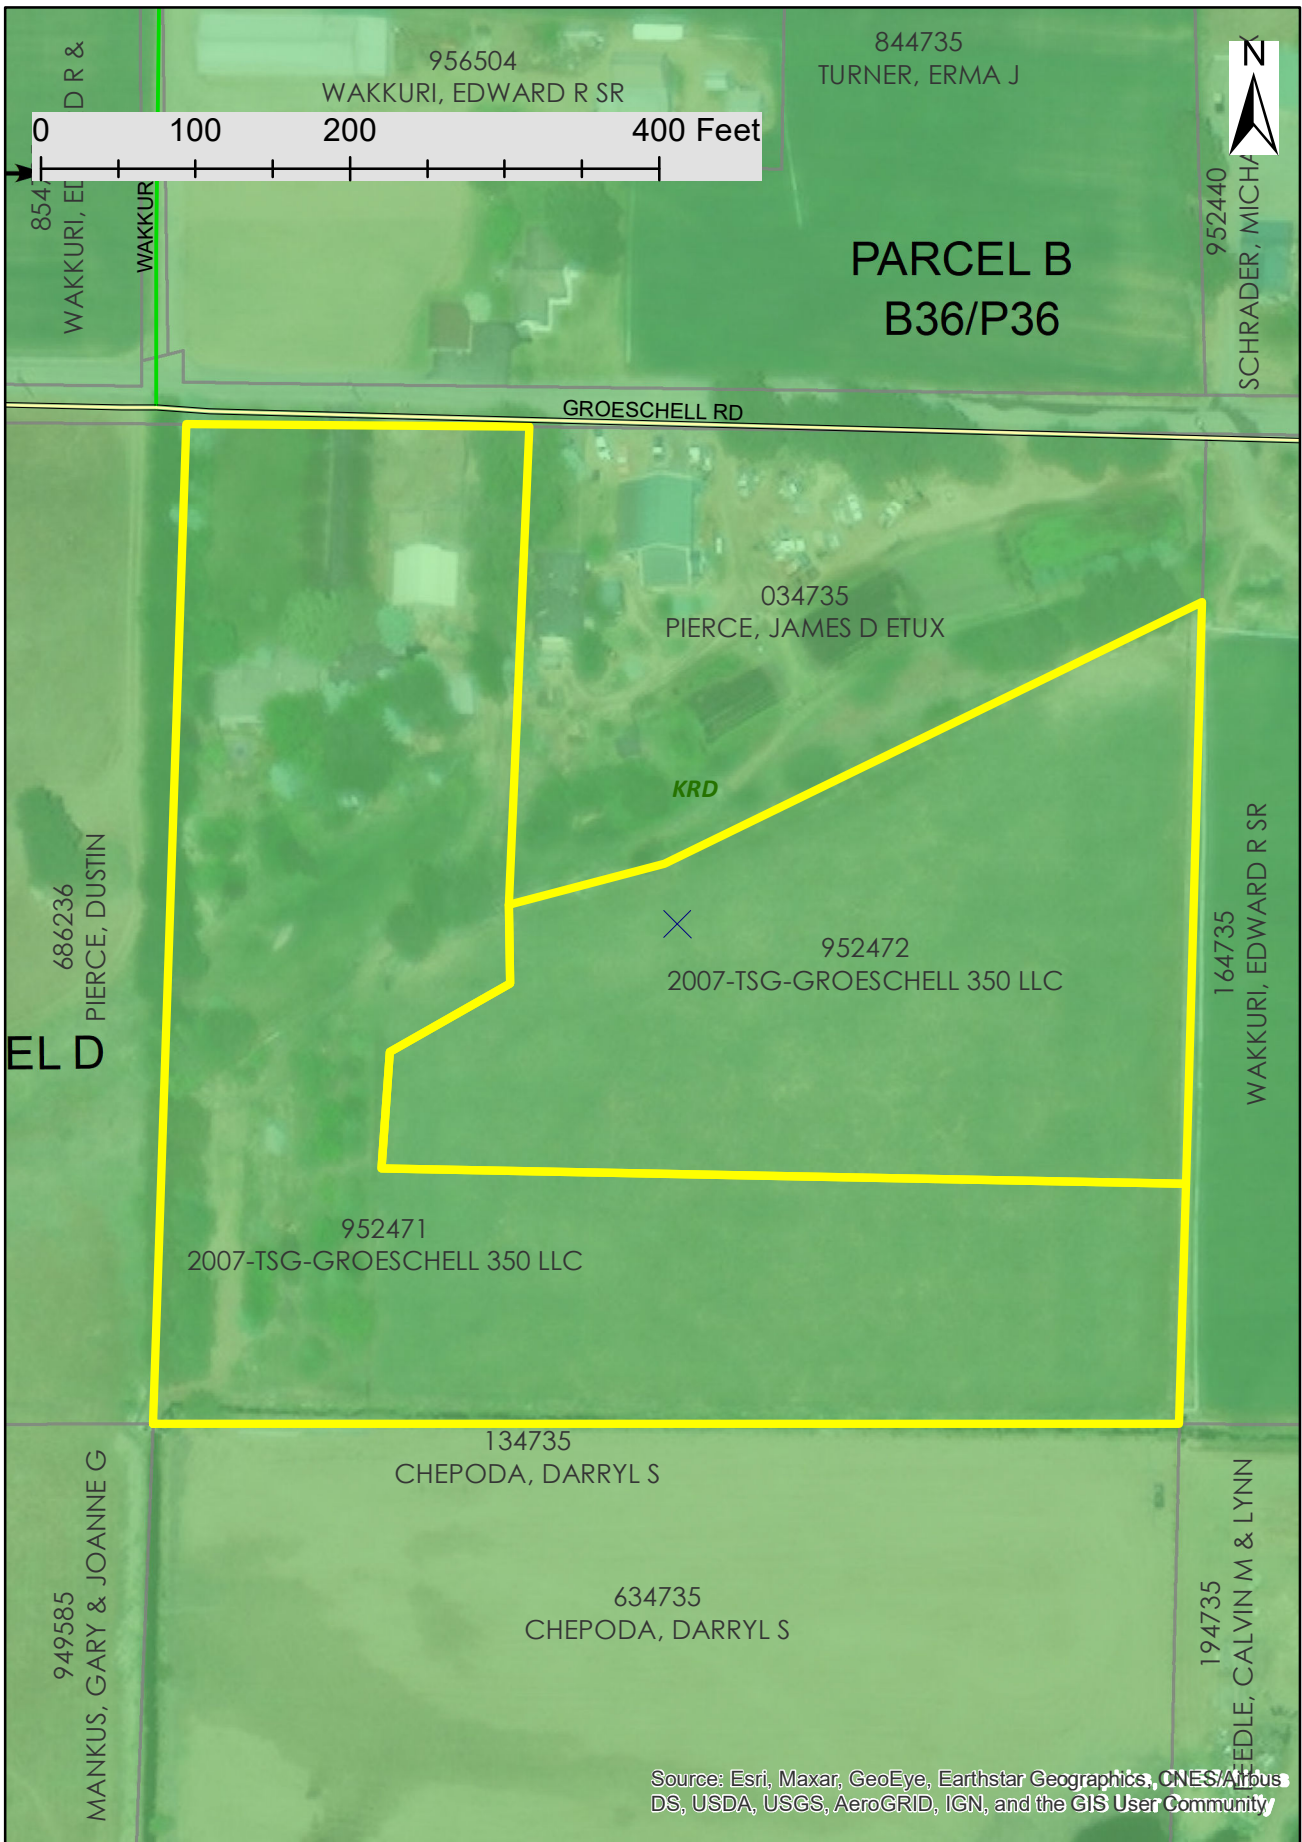 956504
WAKKURI, EDWARD R SR
844735
TURNER, ERMA J
N
0 100 200 400 Feet
WAKKURI, ED D R &
WAKKUR
952440
SCHRADER, MICHA
PARCEL B
B36/P36
GROESCHELL RD
034735
PIERCE, JAMES D ETUX
KRD
686236
PIERCE, DUSTIN
952472
2007-TSG-GROESCHELL 350 LLC
164735
WAKKURI, EDWARD R SR
EL D
952471
2007-TSG-GROESCHELL 350 LLC
134735
CHEPODA, DARRYL S
949585
MANKUS, GARY & JOANNE G
634735
CHEPODA, DARRYL S
194735
EEDLE, CALVIN M & LYNN
Source: Esri, Maxar, GeoEye, Earthstar Geographics, CNES/Airbus
DS, USDA, USGS, AeroGRID, IGN, and the GIS User Community